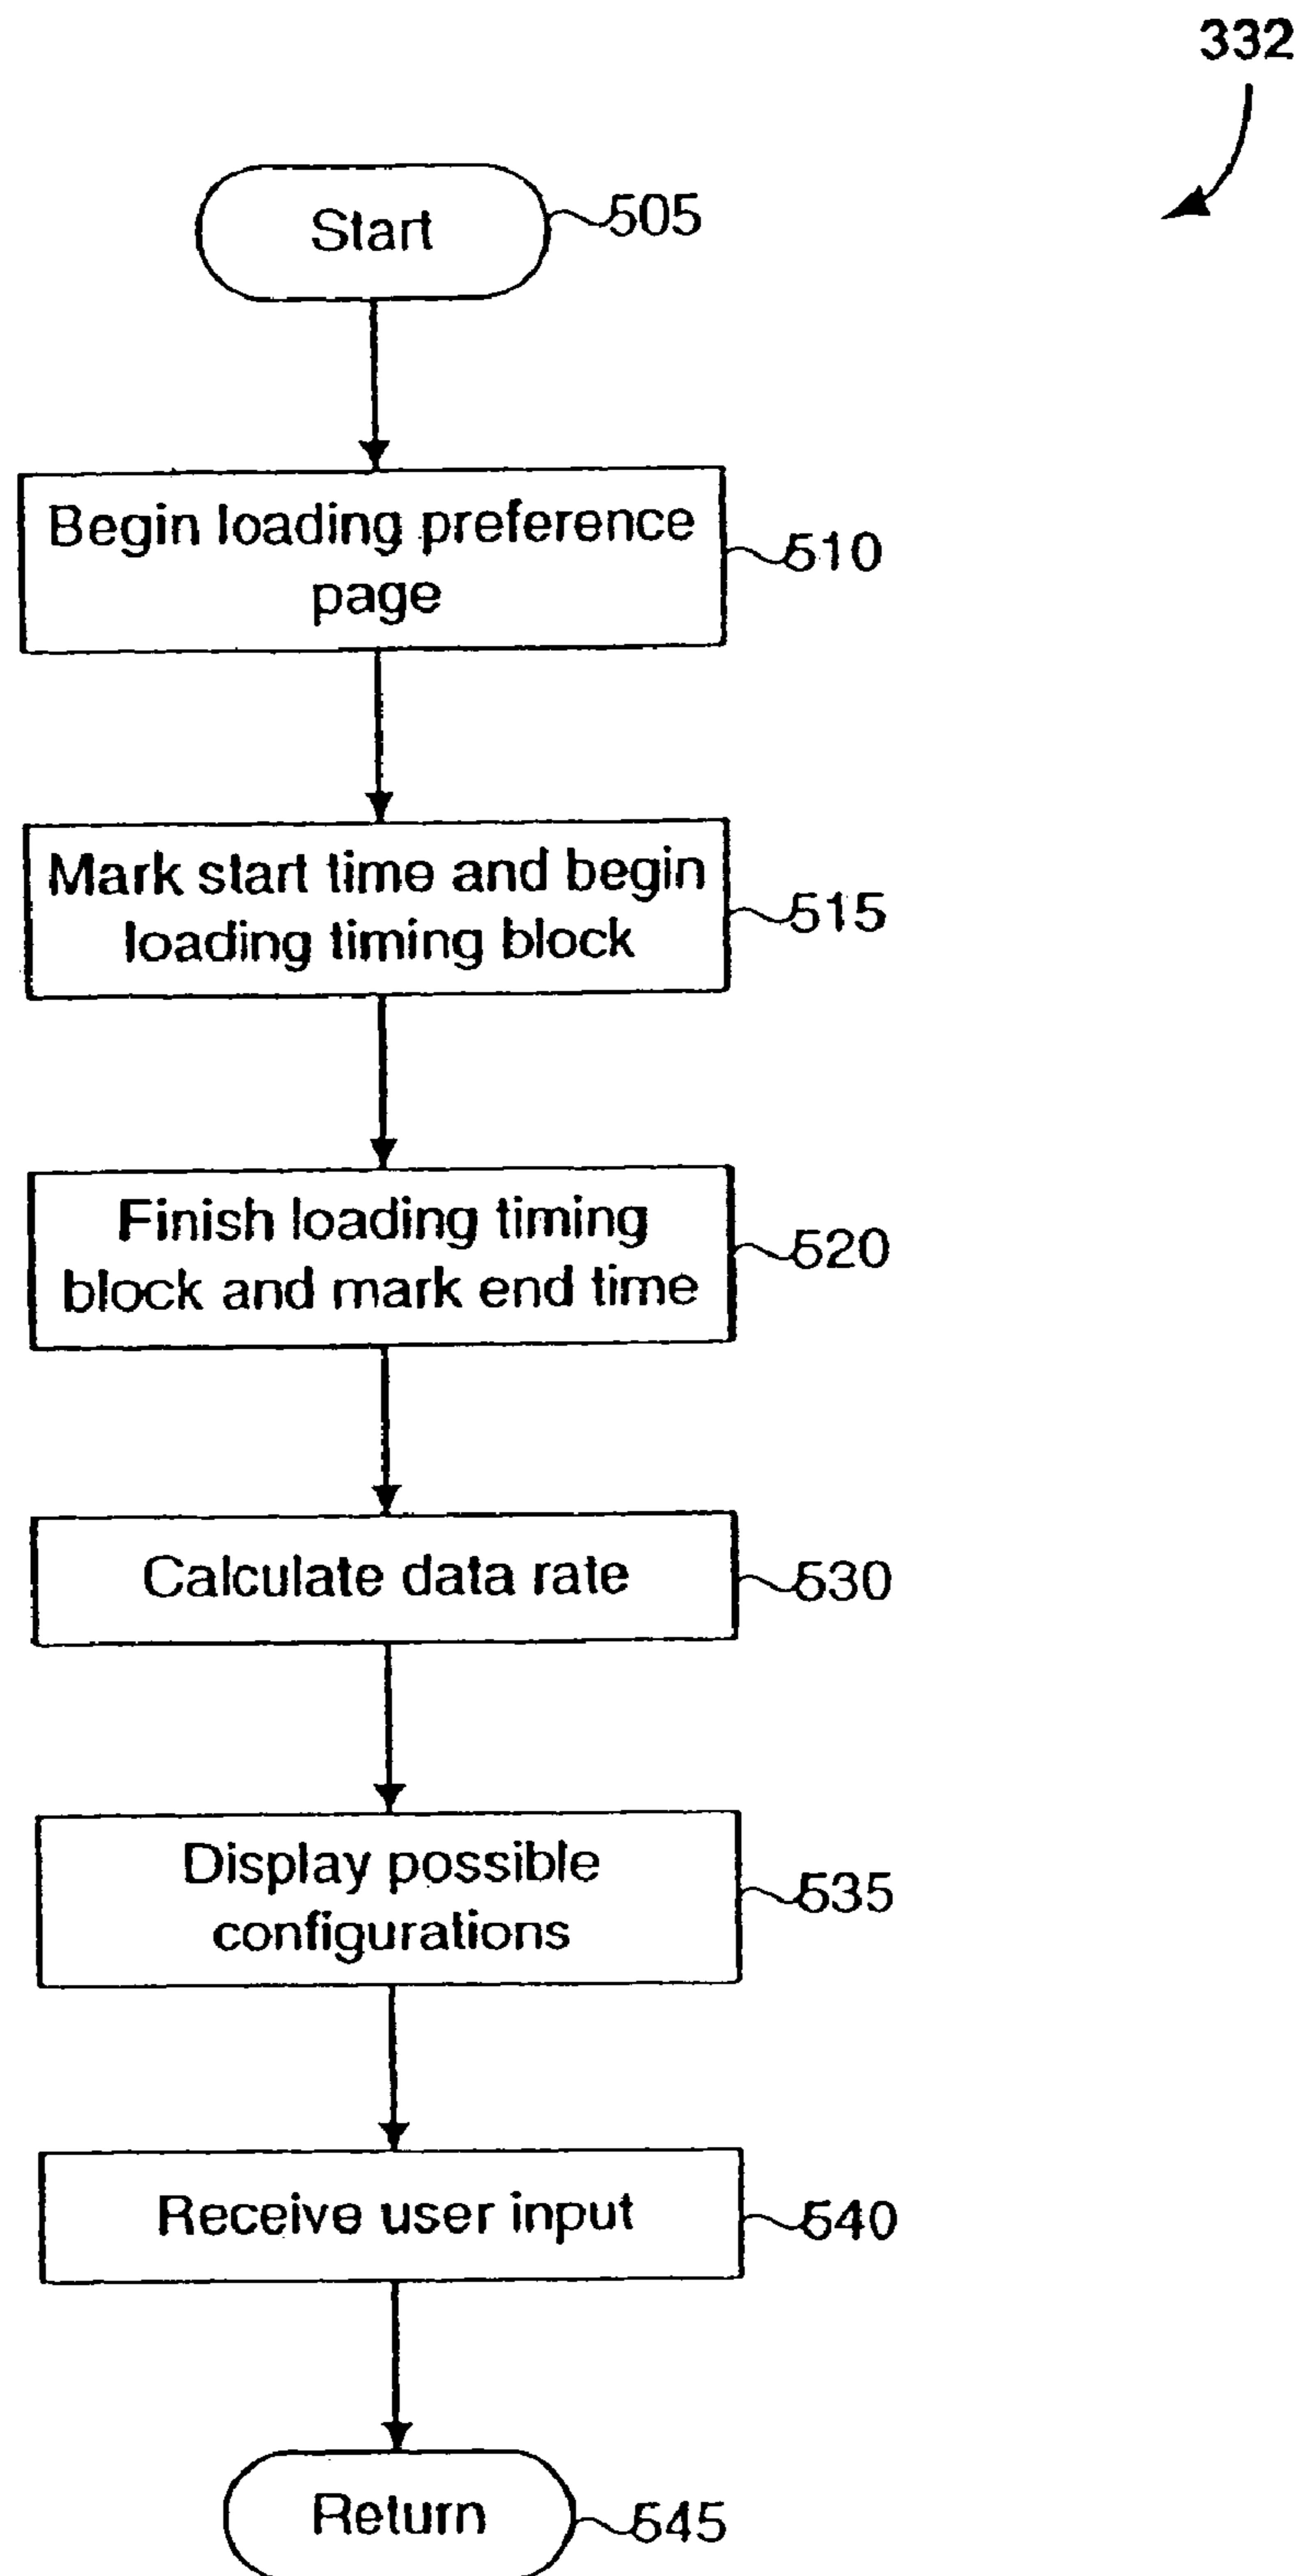 332
Start
505
Begin loading preference
page
510
Mark start time and begin
loading timing block
515
Finish loading timing
block and mark end time
520
Calculate data rate
530
Display possible
configurations
535
Receive user input
540
Return
545